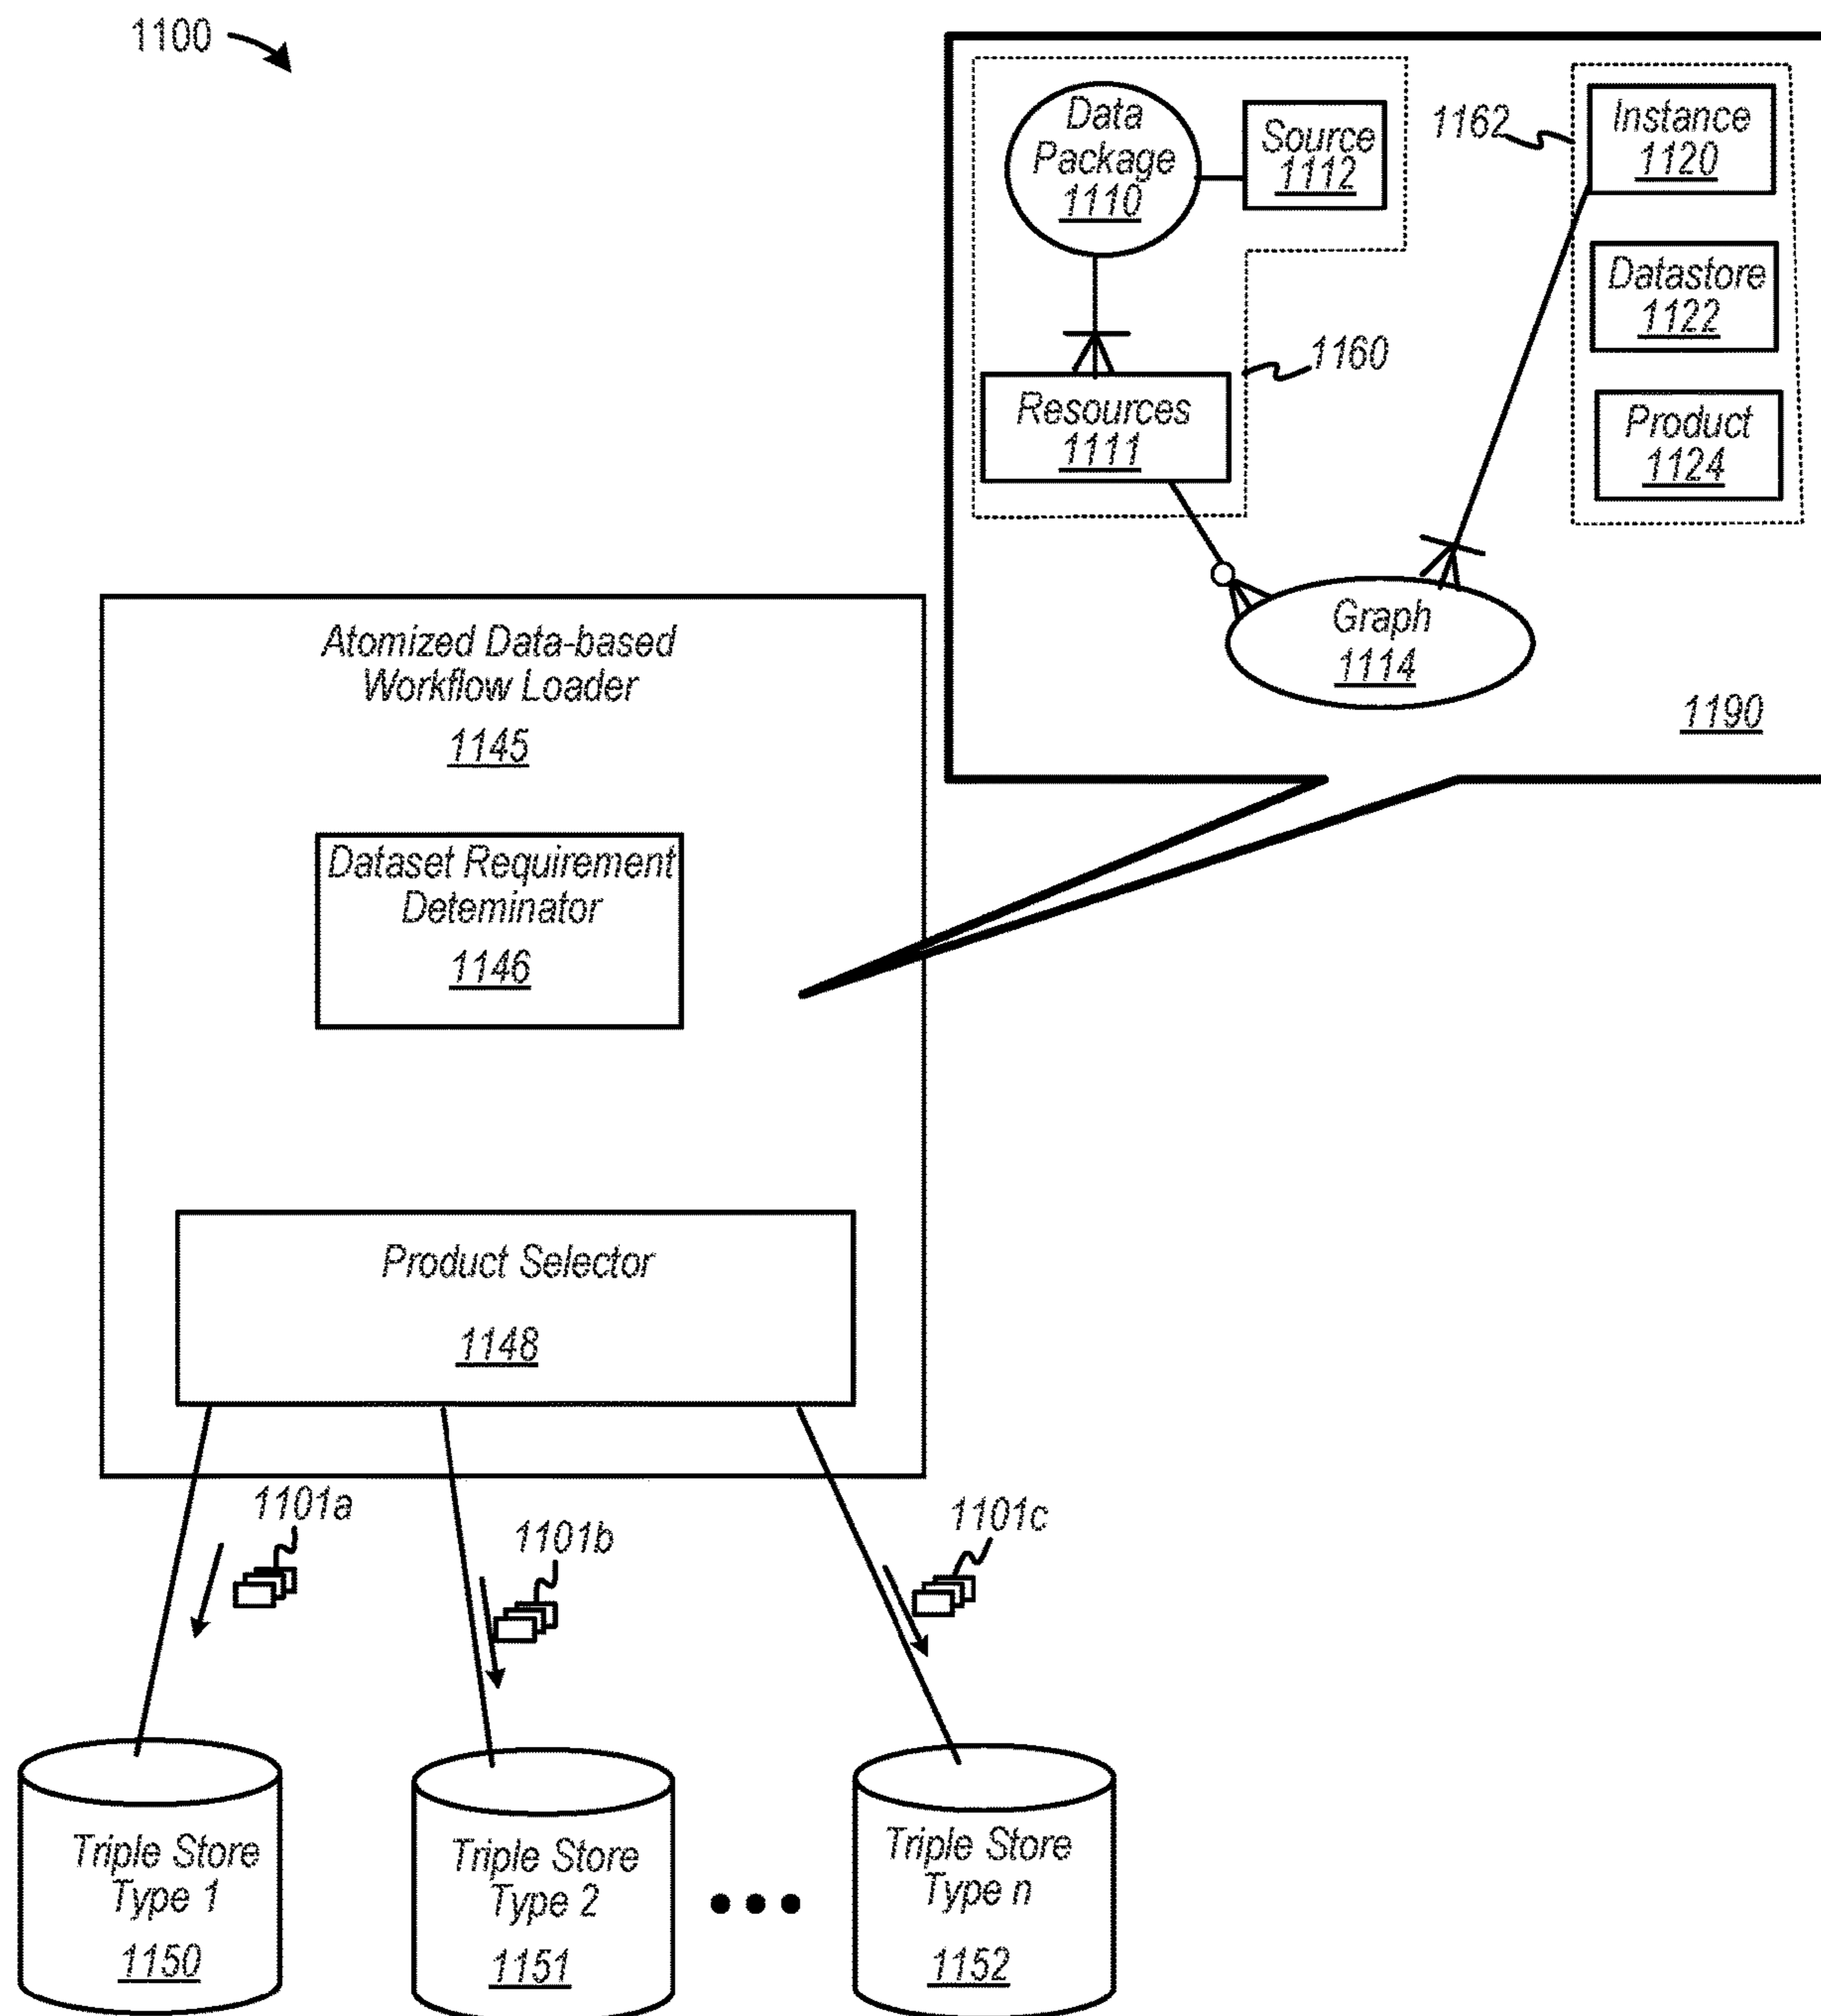 1100
Data
Package
1110
Source
1112
1162
Instance
1120
Datastore
1122
Product
1124
1160
Resources
1111
Graph
1114
1190
Atomized Data-based
Workflow Loader
1145
Dataset Requirement
Deteminator
1146
Product Selector
1148
1101a
1101b
1101c
Triple Store
Type 1
1150
Triple Store
Type 2
1151
Triple Store
Type n
1152